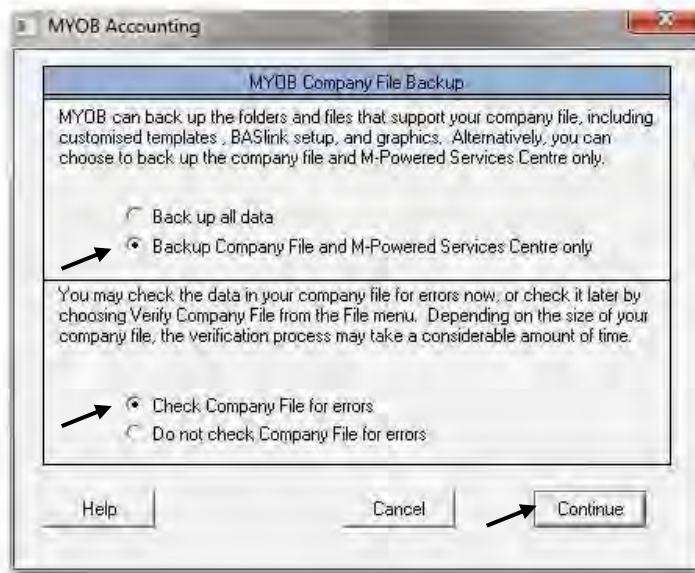 MYOB Accounting
MYOB Company File Backup
MYOB can back up the folders and files that support your company file, including
customised templates , BASlink setup, and graphics. Alternatively, you can
choose to back up the company file and M-Powered Services Centre only.
Back up all data
Backup Company File and M-Powered Services Centre only
You may check the data in your company file for errors now, or check it later by
choosing Verify Company File from the File menu. Depending on the size of your
company file, the verification process may take a considerable amount of time.
Check Company File for errors
Do not check Company File for errors
Help
Cancel
Continue